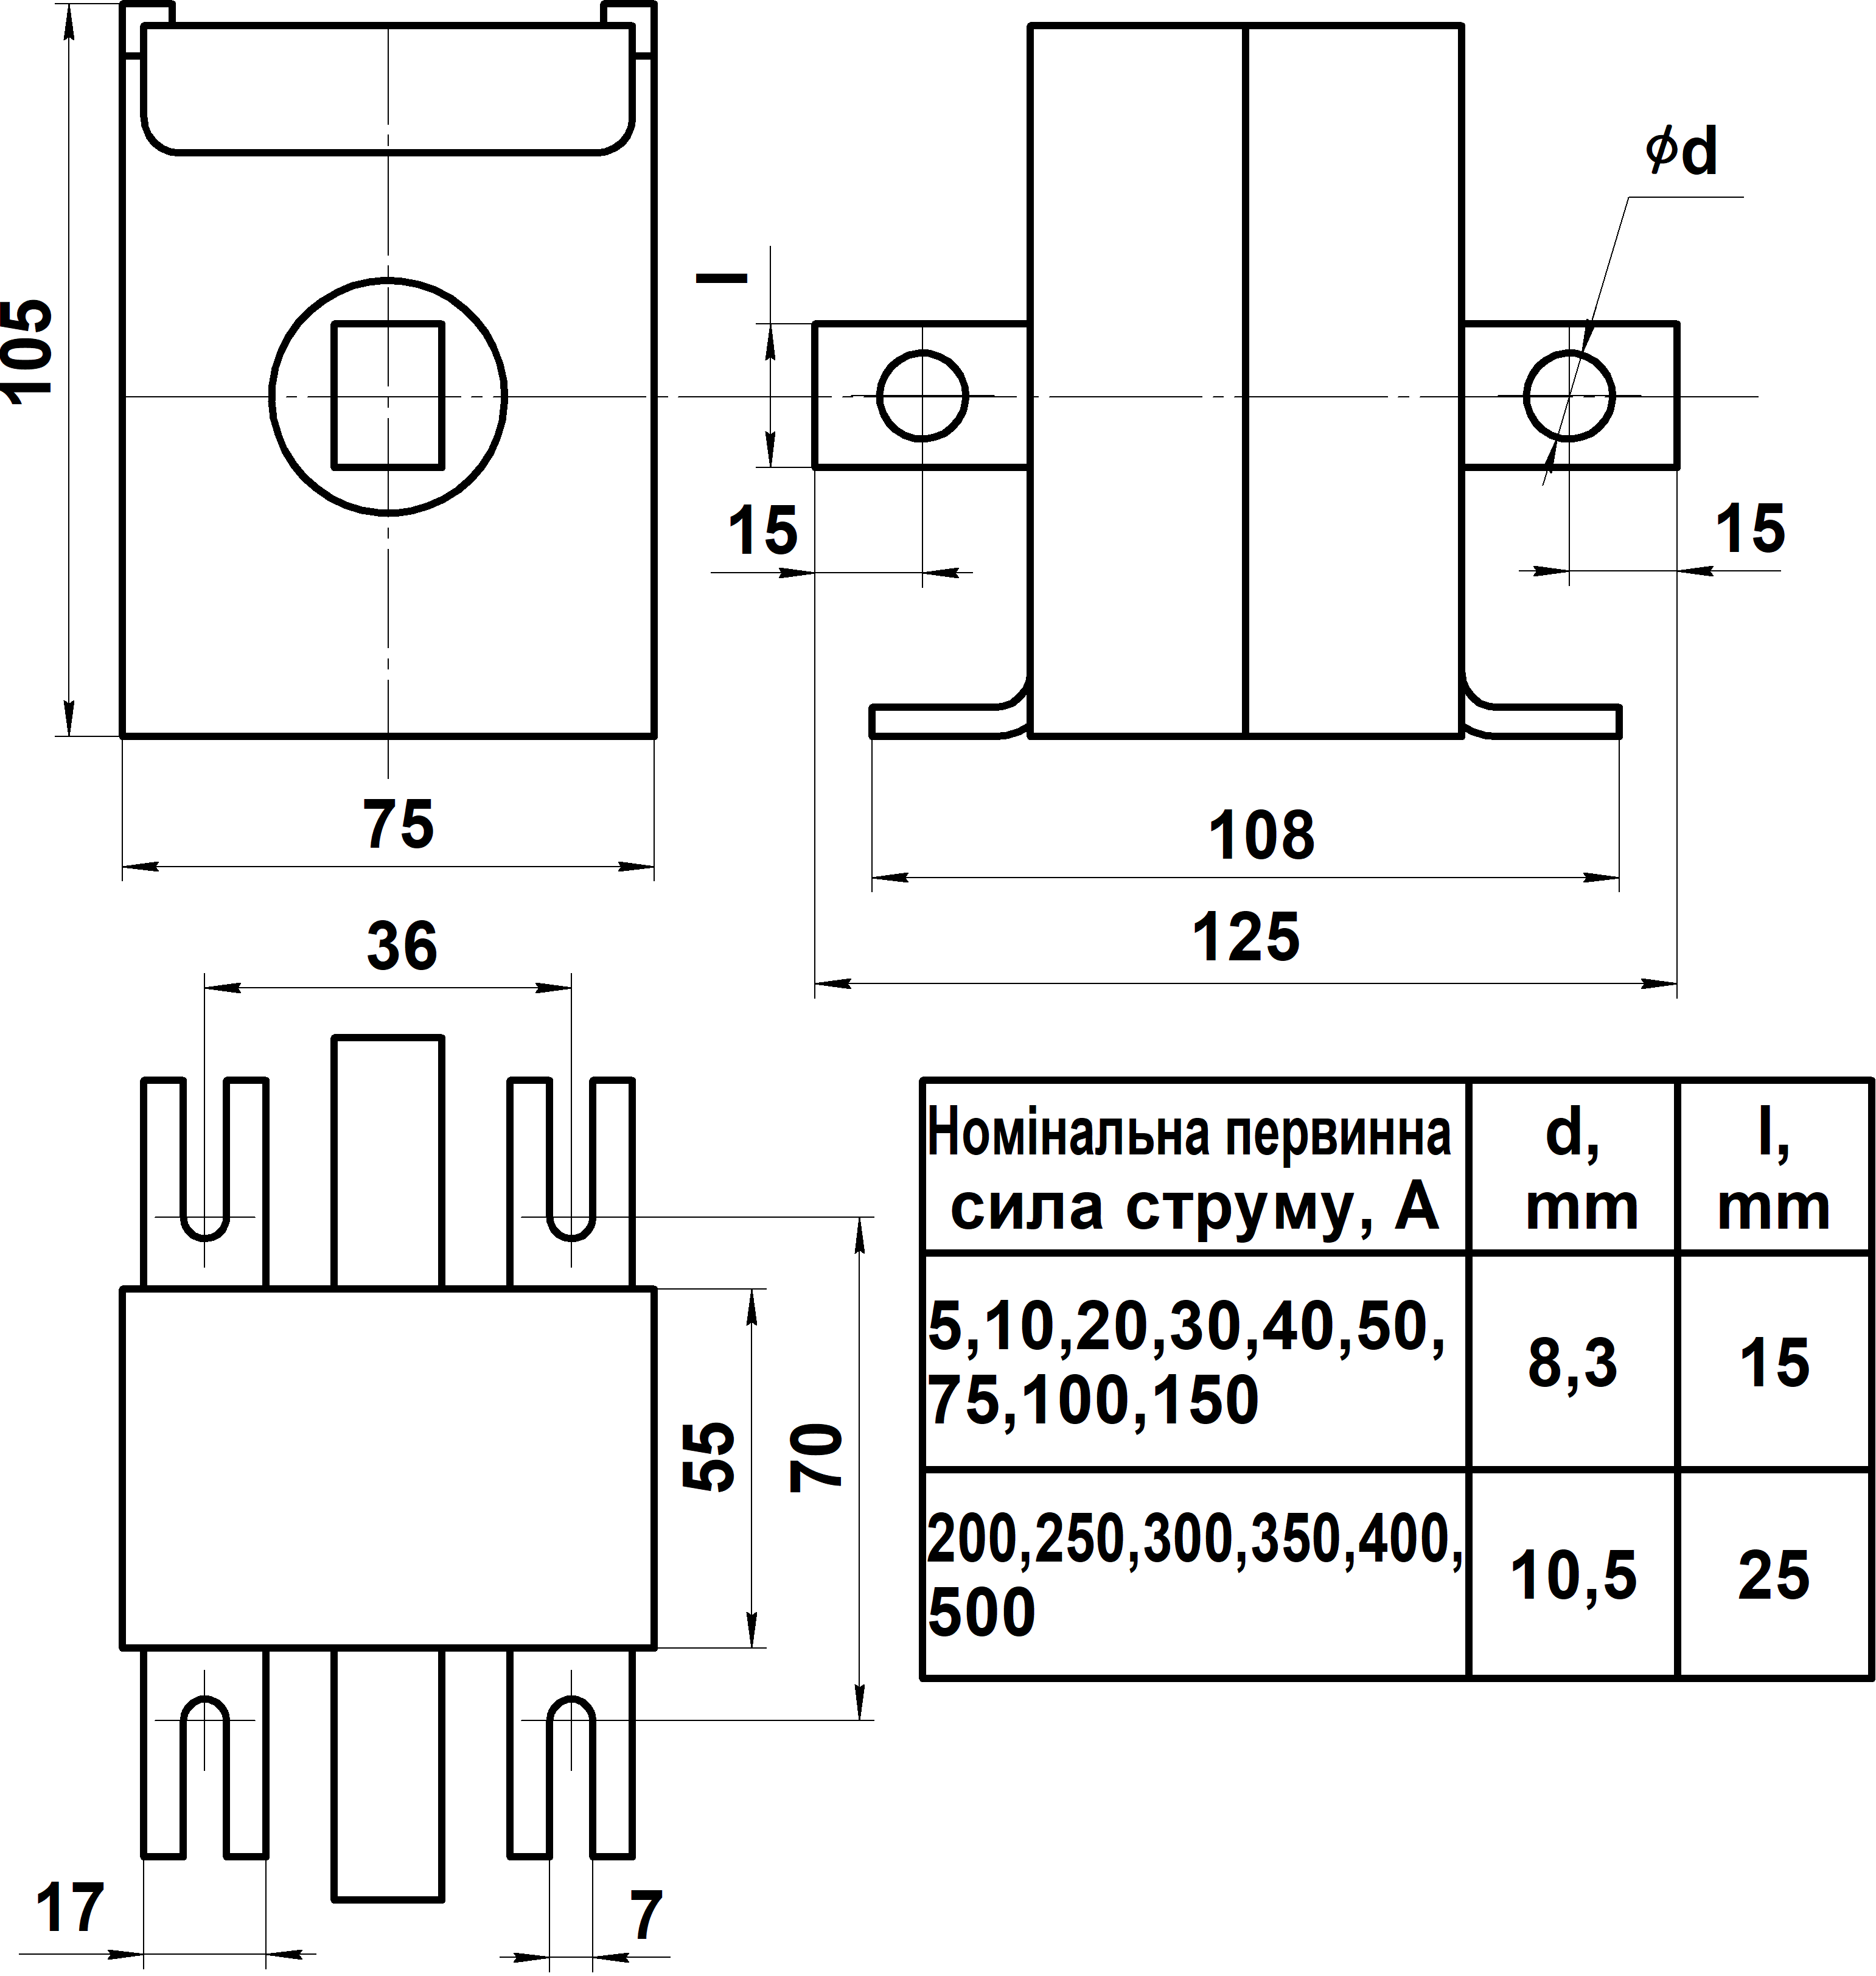 105
l
ϕd
15
15
75
108
125
36
55
70
17
7
Номінальна первинна
сила струму, А
d,
mm
l,
mm
5,10,20,30,40,50,
75,100,150
8,3
15
200,250,300,350,400,
500
10,5
25